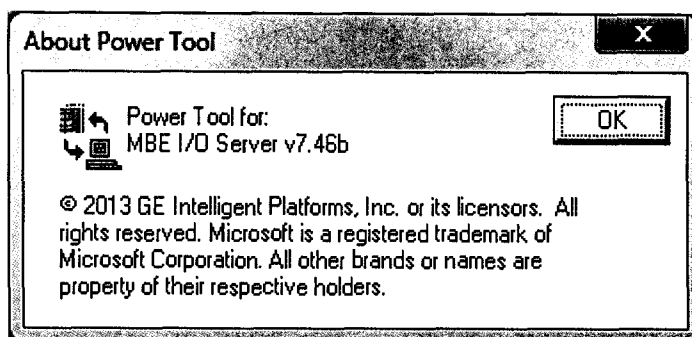 About Power Tool
X
Power Tool for:
OK
MBE I/O Server v7.46b
© 2013 GE Intelligent Platforms, Inc. or its licensors. All
rights reserved. Microsoft is a registered trademark of
Microsoft Corporation. All other brands or names are
property of their respective holders.